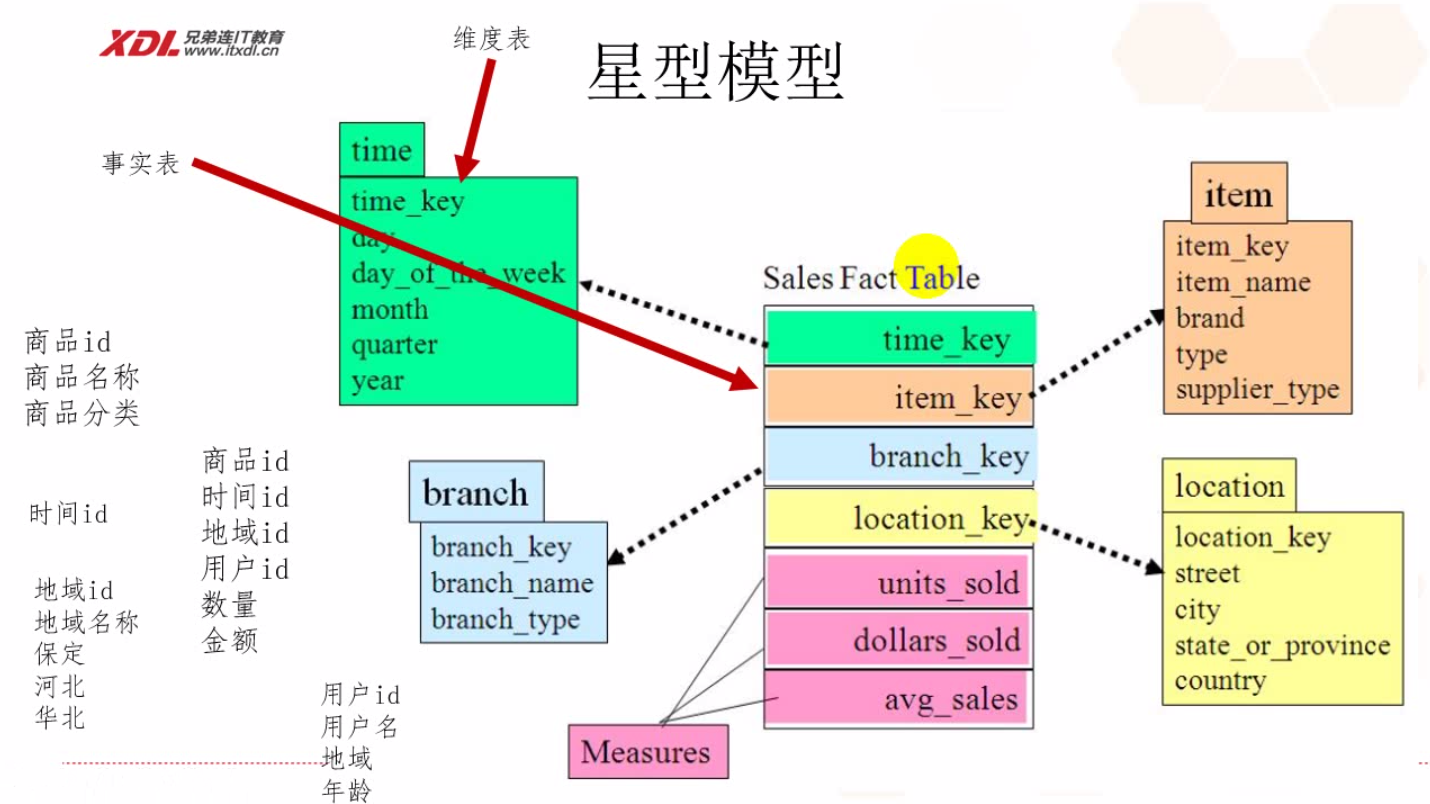 XDL 兄弟连IT教育
www.itxdl.cn
维度表
星型模型
事实表
time
time_key
day
day_of_the_week
month
quarter
year
item
item_key
item_name
brand
type
supplier_type
Sales Fact Table
time_key
item_key
branch_key
location_key
units_sold
dollars_sold
avg_sales
Measures
branch
branch_key
branch_name
branch_type
location
location_key
street
city
state_or_province
country
商品id
商品名称
商品分类
时间id
地域id
地域名称
保定
河北
华北
商品id
时间id
地域id
用户id
数量
金额
用户id
用户名
地域
年龄